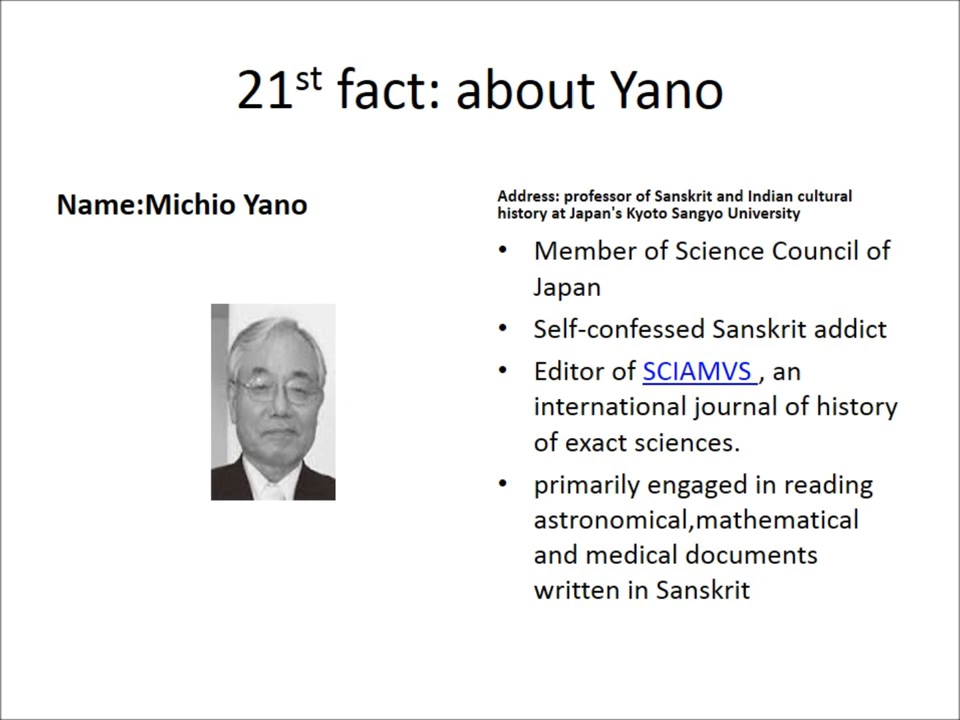 21st fact: about Yano
Name:Michio Yano
Address: professor of Sanskrit and Indian cultural
history at Japan's Kyoto Sangyo University
• Member of Science Council of
Japan
• Self-confessed Sanskrit addict
• Editor of SCIAMVS , an
international journal of history
of exact sciences.
• primarily engaged in reading
astronomical,mathematical
and medical documents
written in Sanskrit